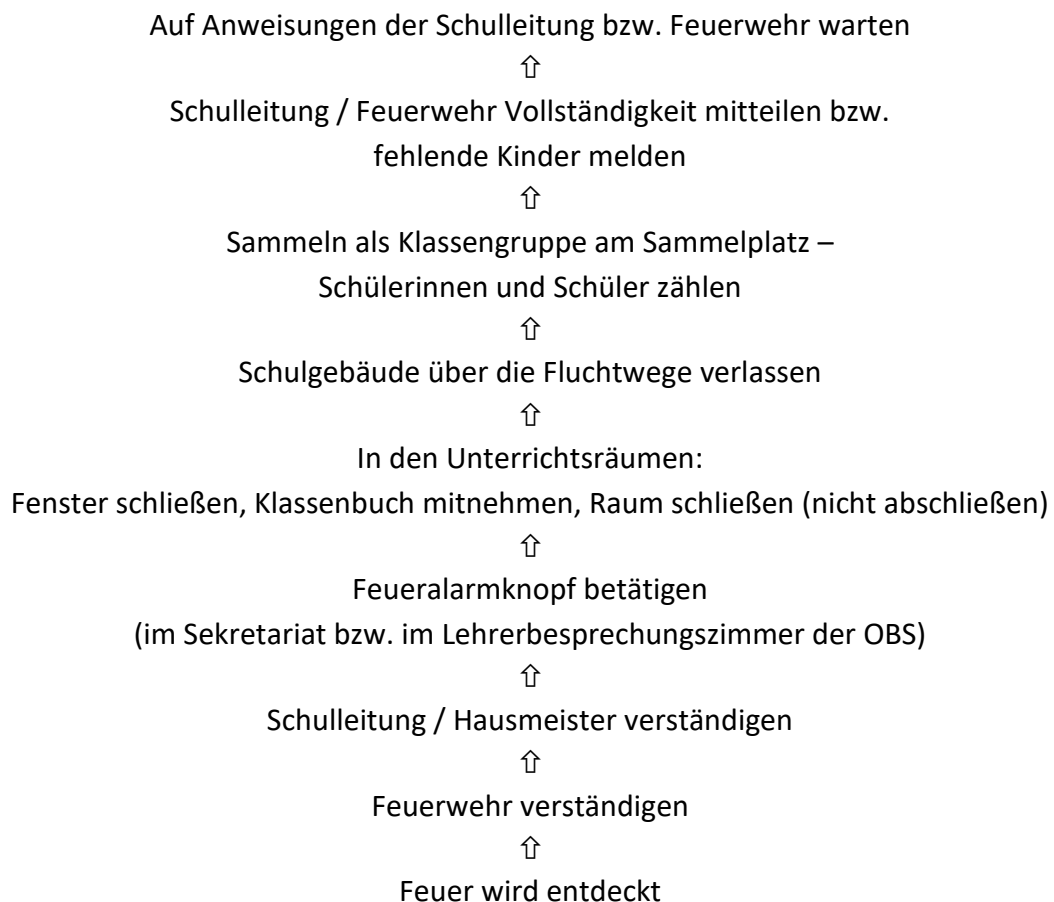 Auf Anweisungen der Schulleitung bzw. Feuerwehr warten
⇧
Schulleitung / Feuerwehr Vollständigkeit mitteilen bzw.
fehlende Kinder melden
⇧
Sammeln als Klassengruppe am Sammelplatz –
Schülerinnen und Schüler zählen
⇧
Schulgebäude über die Fluchtwege verlassen
⇧
In den Unterrichtsräumen:
Fenster schließen, Klassenbuch mitnehmen, Raum schließen (nicht abschließen)
⇧
Feueralarmknopf betätigen
(im Sekretariat bzw. im Lehrerbesprechungszimmer der OBS)
⇧
Schulleitung / Hausmeister verständigen
⇧
Feuerwehr verständigen
⇧
Feuer wird entdeckt